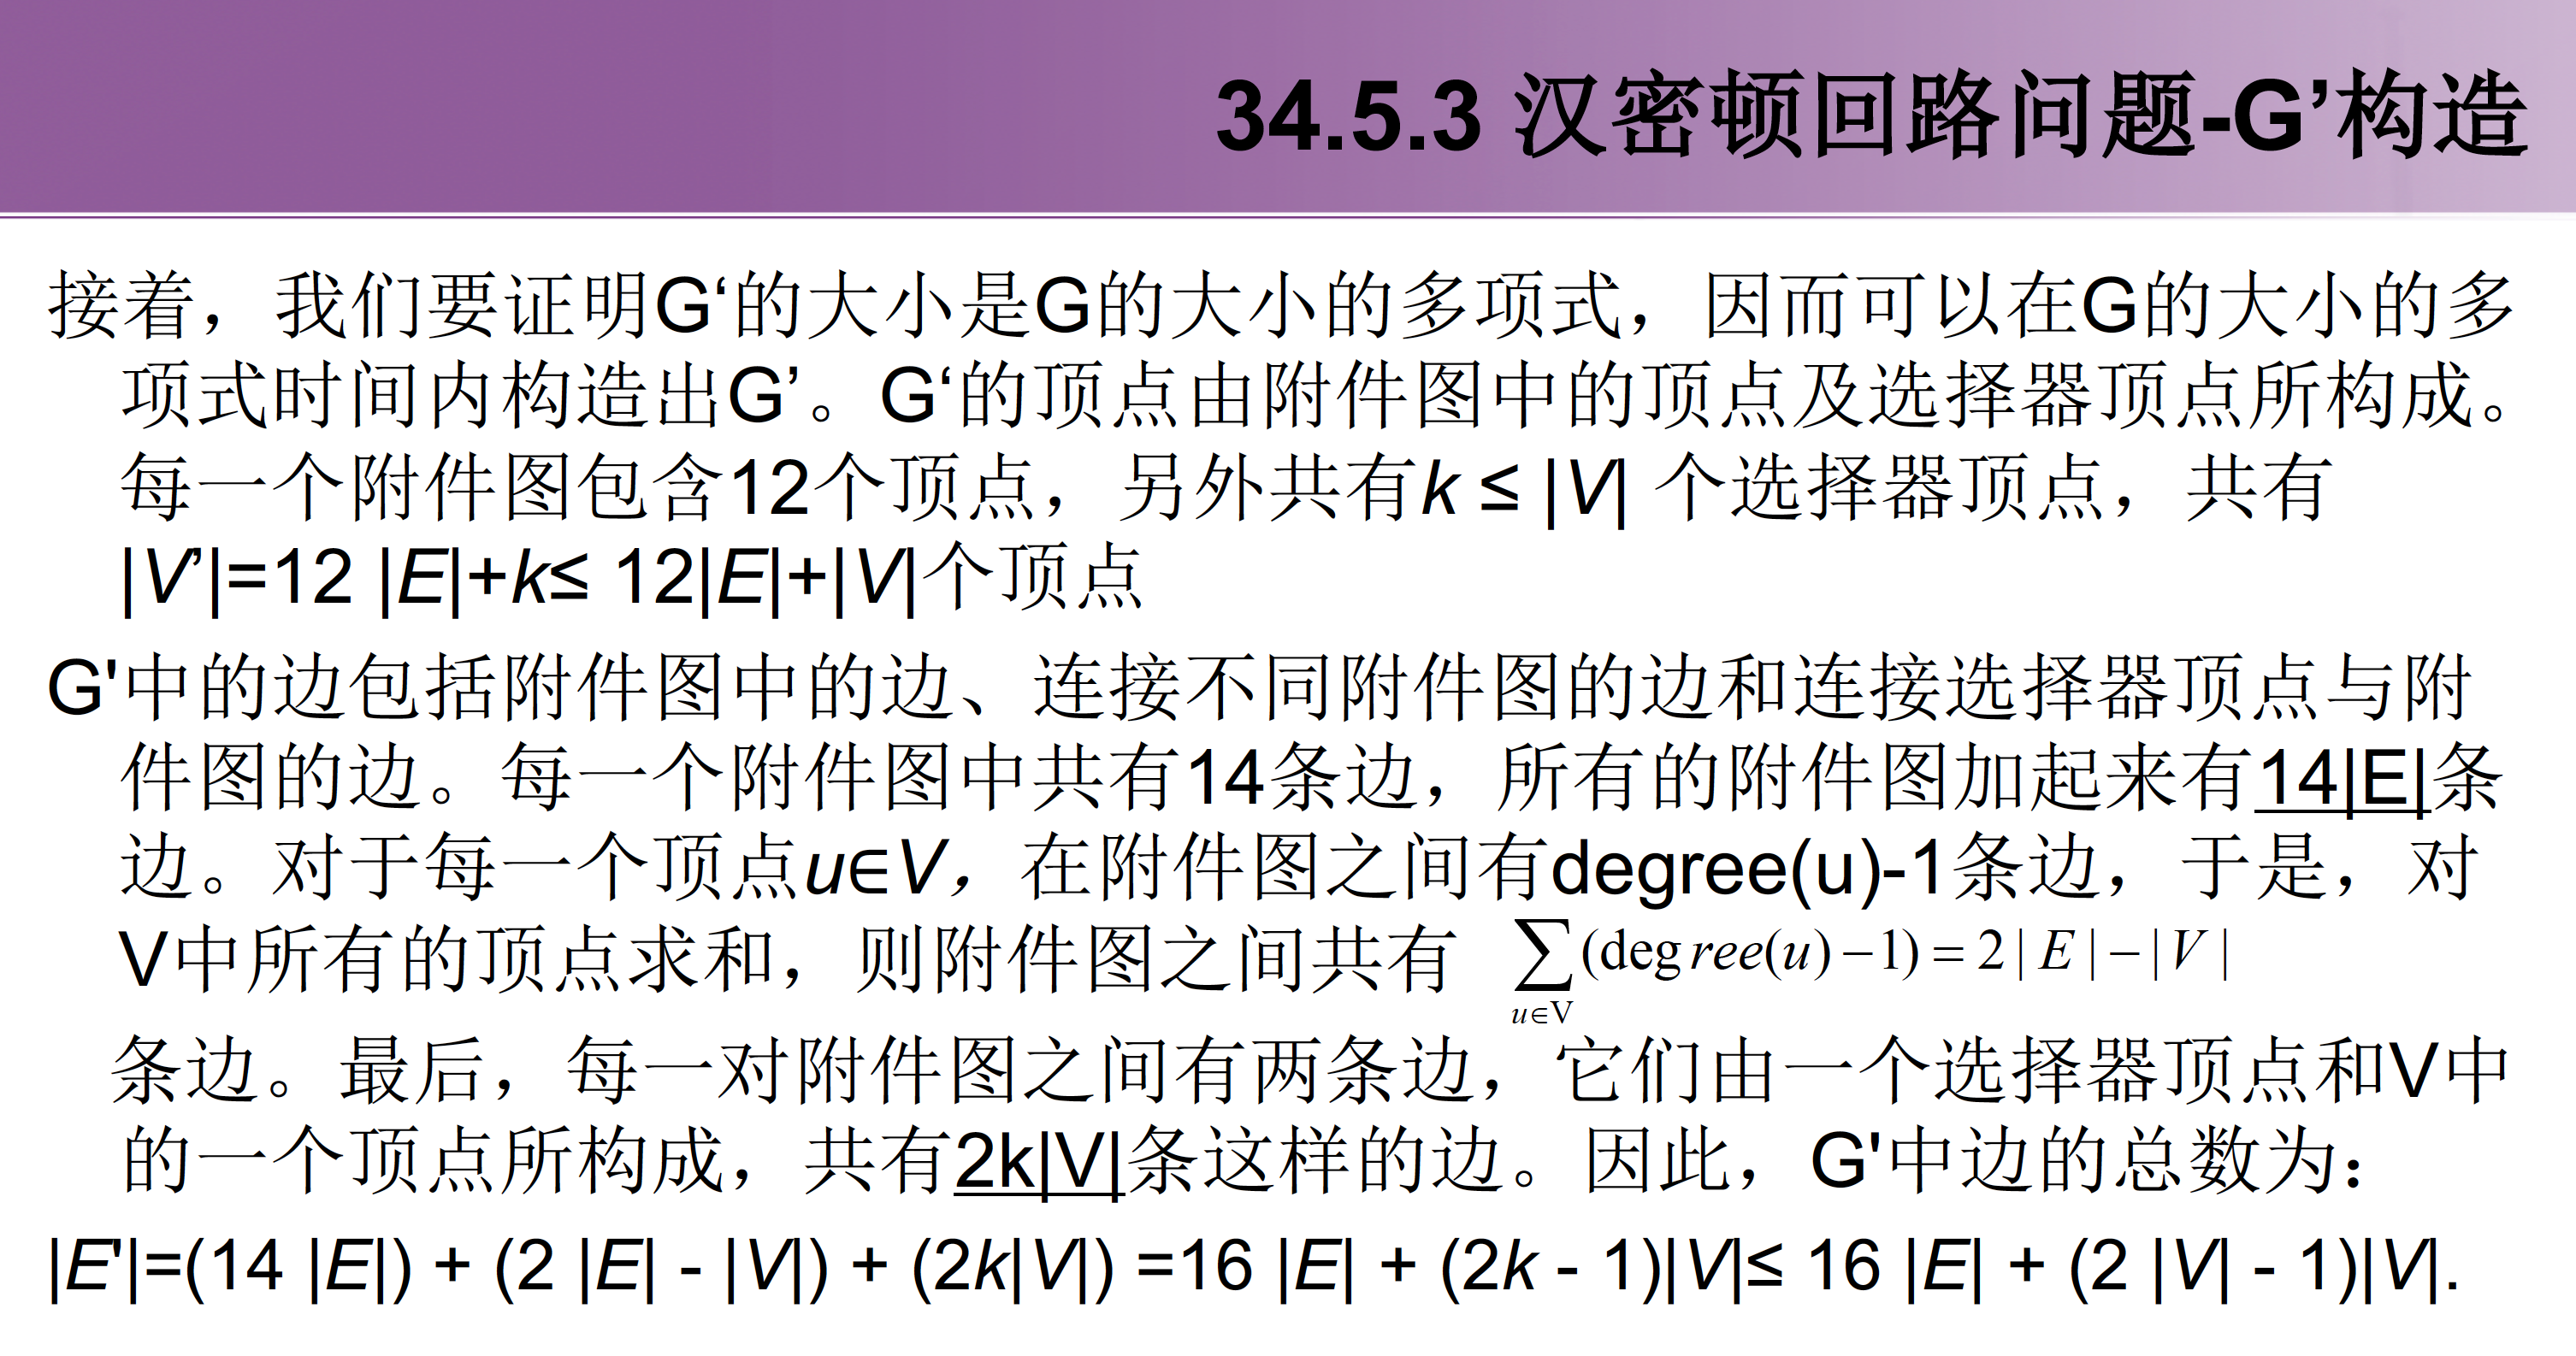 34.5.3 汉密顿回路问题-G’构造
接着，我们要证明G‘的大小是G的大小的多项式，因而可以在G的大小的多
项式时间内构造出G’。G‘的顶点由附件图中的顶点及选择器顶点所构成。
每一个附件图包含12个顶点，另外共有k ≤ |V| 个选择器顶点，共有
|V’|=12 |E|+k≤ 12|E|+|V|个顶点
G'中的边包括附件图中的边、连接不同附件图的边和连接选择器顶点与附
件图的边。每一个附件图中共有14条边，所有的附件图加起来有14|E|条
边。对于每一个顶点u∈V，在附件图之间有degree(u)-1条边，于是，对
V中所有的顶点求和，则附件图之间共有 ∑(degree(u)−1)=2|E|−|V|
u∈V
条边。最后，每一对附件图之间有两条边，它们由一个选择器顶点和V中
的一个顶点所构成，共有2k|V|条这样的边。因此，G'中边的总数为：
|E'|=(14 |E|) + (2 |E| - |V|) + (2k|V|) =16 |E| + (2k - 1)|V|≤ 16 |E| + (2 |V| - 1)|V|.